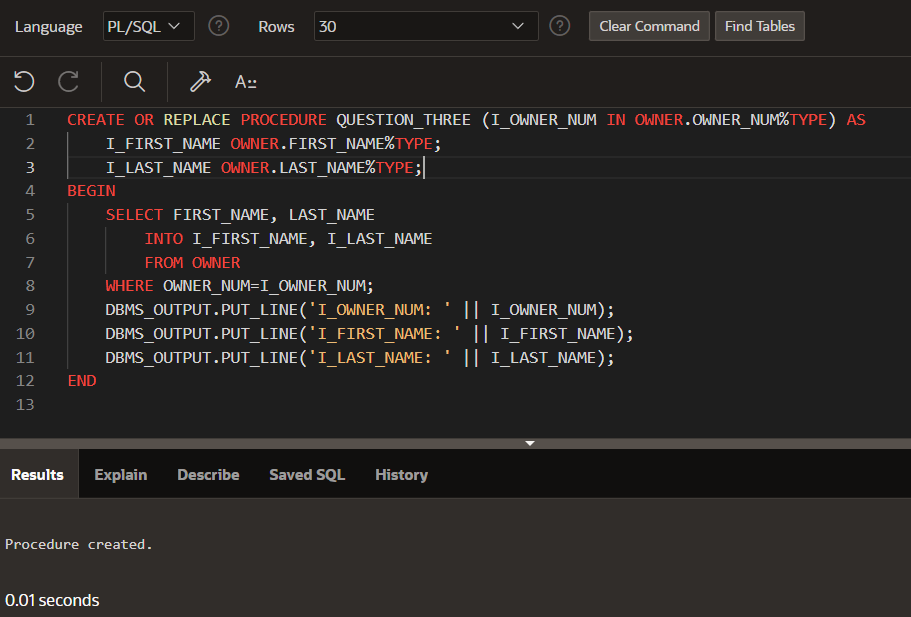 Language PL/SQL ? Rows 30 ? Clear Command Find Tables
A::
1 CREATE OR REPLACE PROCEDURE QUESTION_THREE (I_OWNER_NUM IN OWNER.OWNER_NUM%TYPE) AS
2 I_FIRST_NAME OWNER.FIRST_NAME%TYPE;
3 I_LAST_NAME OWNER.LAST_NAME%TYPE;
4 BEGIN
5 SELECT FIRST_NAME, LAST_NAME
6 INTO I_FIRST_NAME, I_LAST_NAME
7 FROM OWNER
8 WHERE OWNER_NUM=I_OWNER_NUM;
9 DBMS_OUTPUT.PUT_LINE('I_OWNER_NUM: ' || I_OWNER_NUM);
10 DBMS_OUTPUT.PUT_LINE('I_FIRST_NAME: ' || I_FIRST_NAME);
11 DBMS_OUTPUT.PUT_LINE('I_LAST_NAME: ' || I_LAST_NAME);
12 END
13
Results Explain Describe Saved SQL History
Procedure created.
0.01 seconds